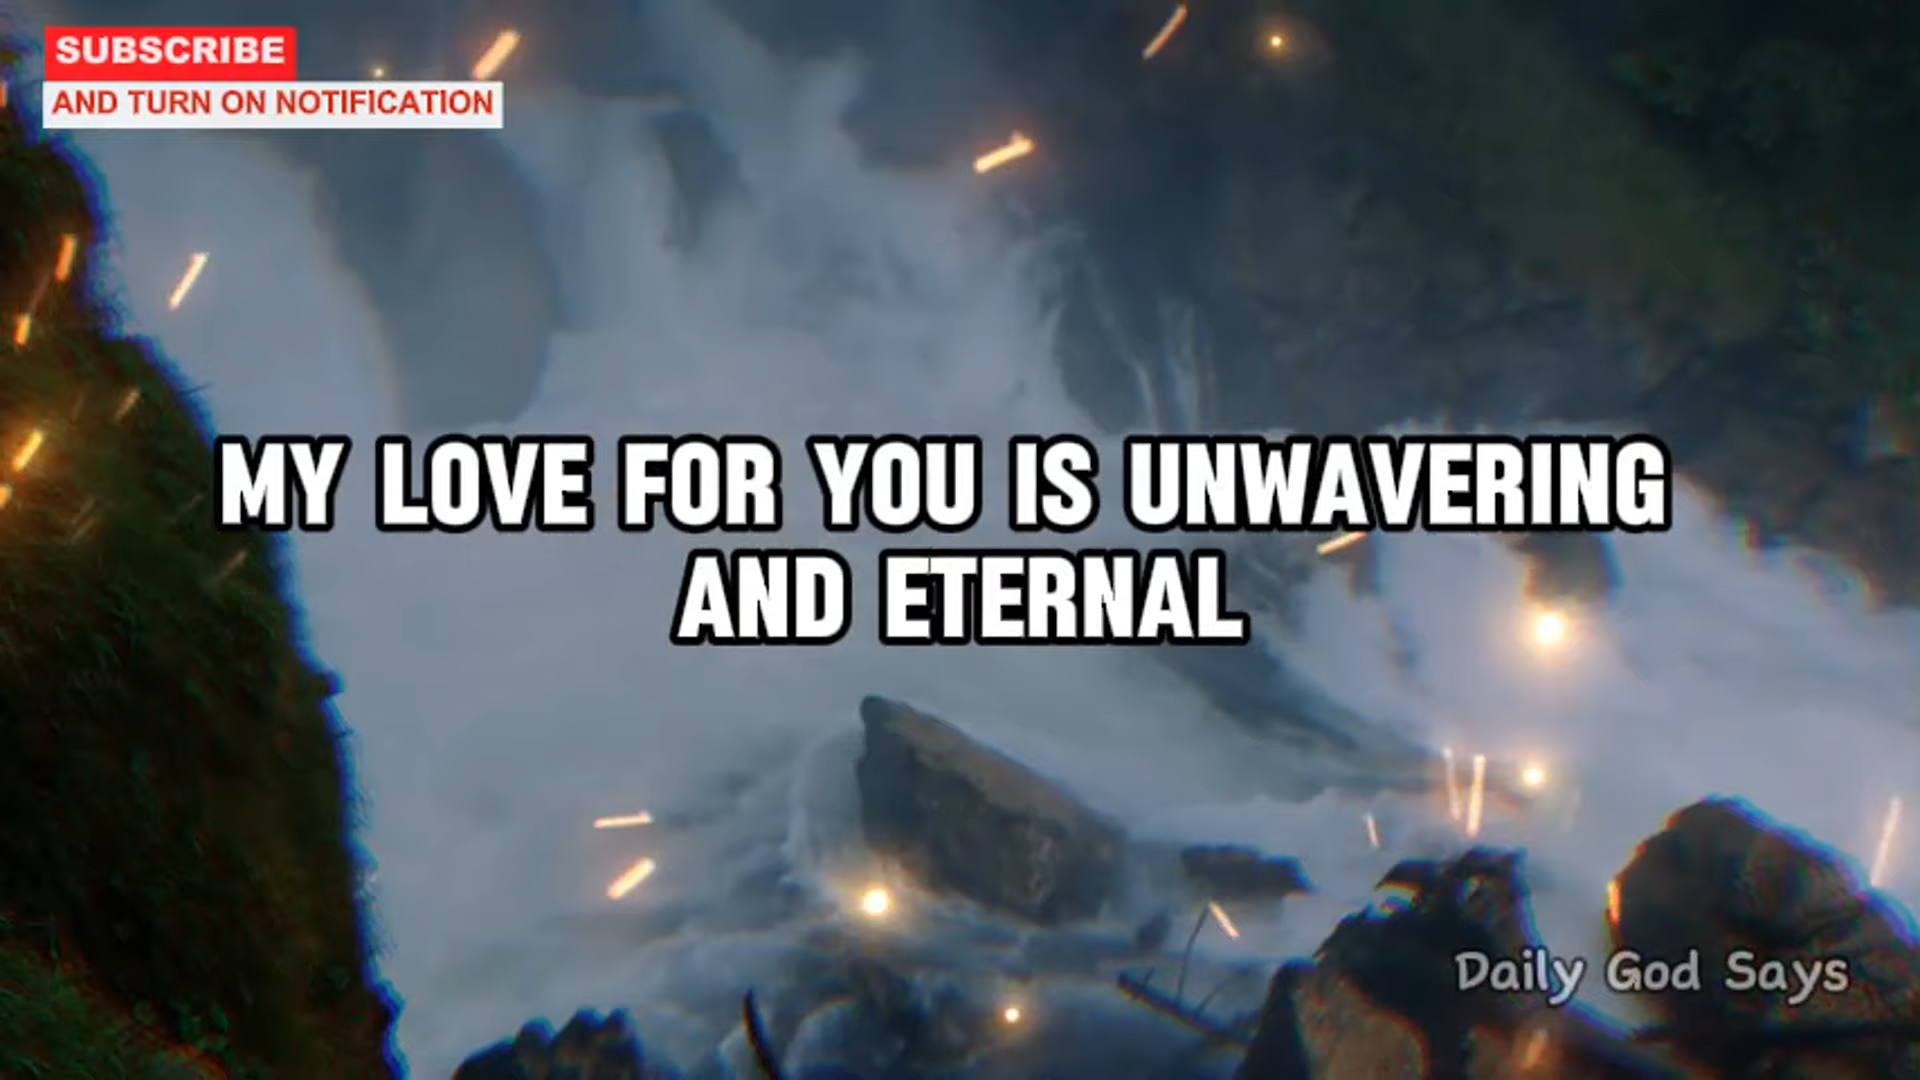 SUBSCRIBE
AND TURN ON NOTIFICATION
MY LOVE FOR YOU IS UNWAVERING
AND ETERNAL
Daily God Says